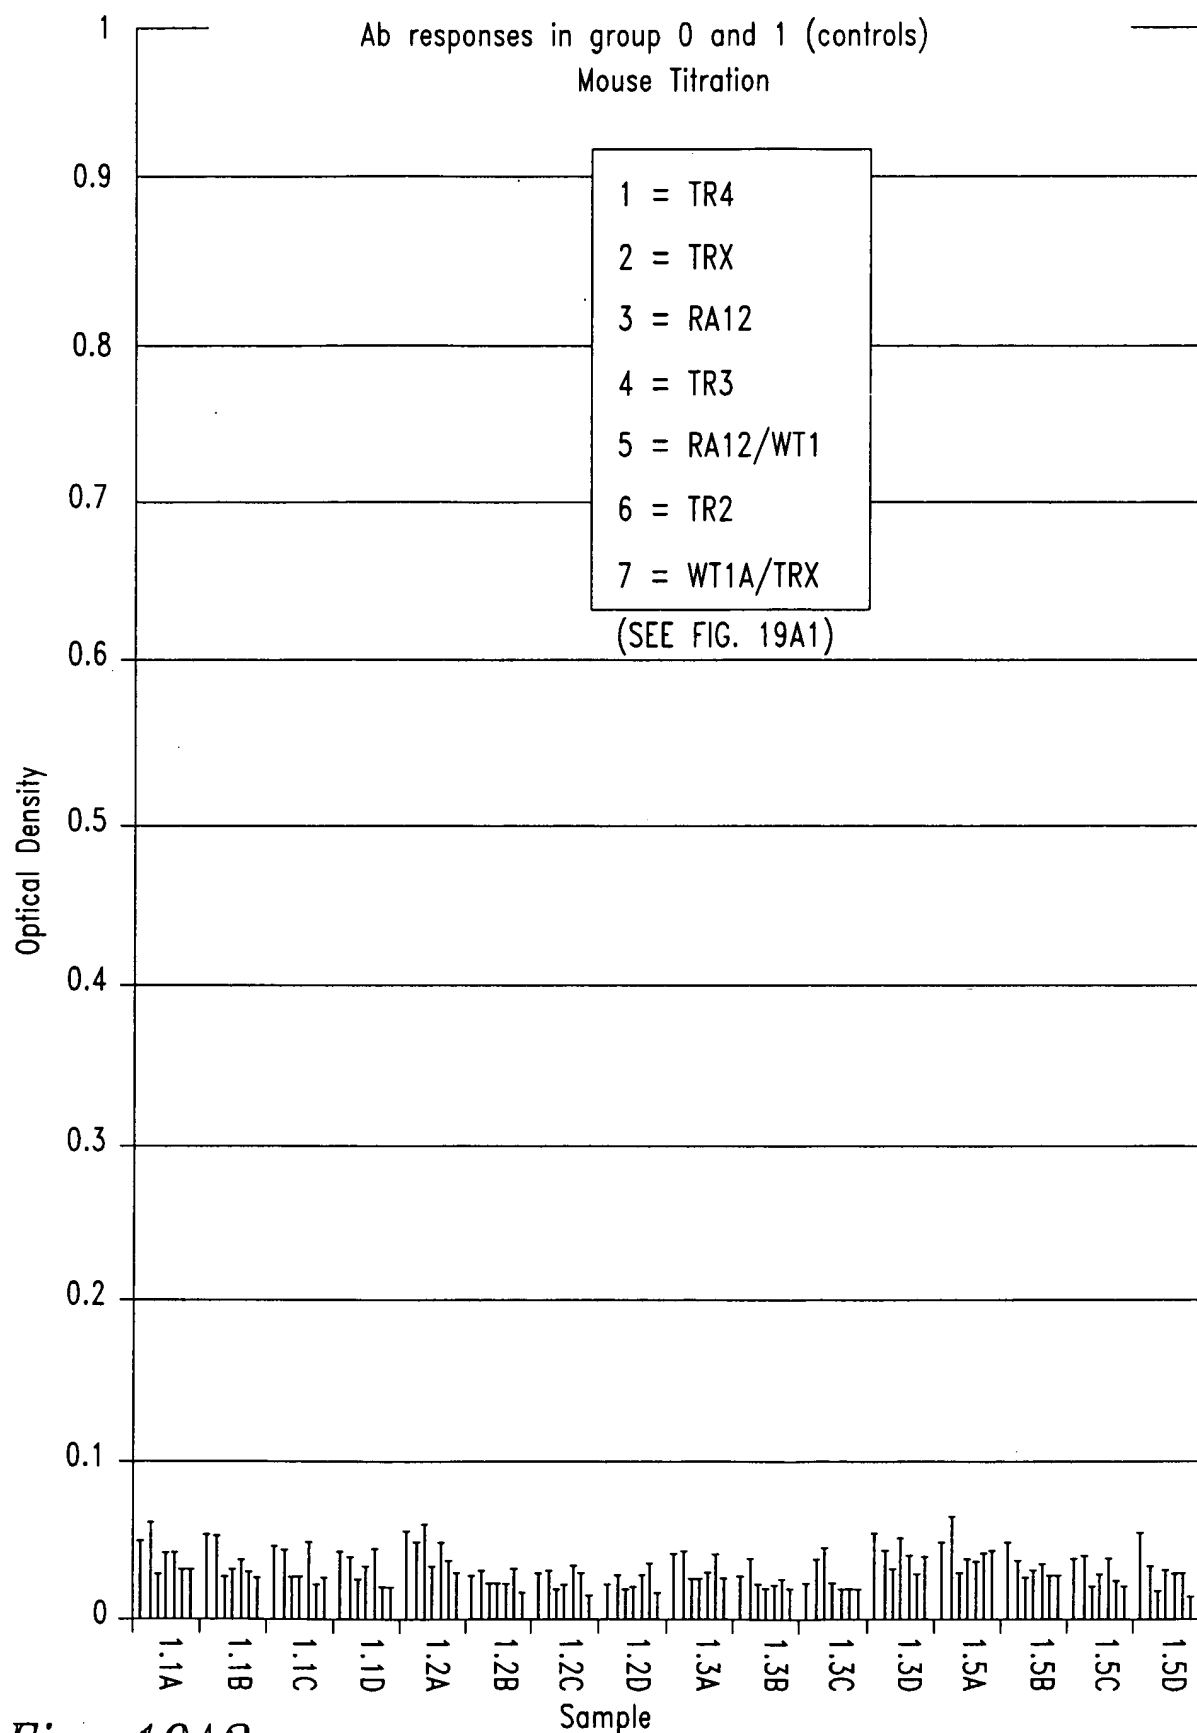 Ab responses in group 0 and 1 (controls)
Mouse Titration
1 = TR4
2 = TRX
3 = RA12
4 = TR3
5 = RA12/WT1
6 = TR2
7 = WT1A/TRX
(SEE FIG. 19A1)
Optical Density
1
0.9
0.8
0.7
0.6
0.5
0.4
0.3
0.2
0.1
0
1.1A
1.1B
1.1C
1.1D
1.2A
1.2B
1.2C
1.2D
1.3A
1.3B
1.3C
1.3D
1.5A
1.5B
1.5C
1.5D
Sample